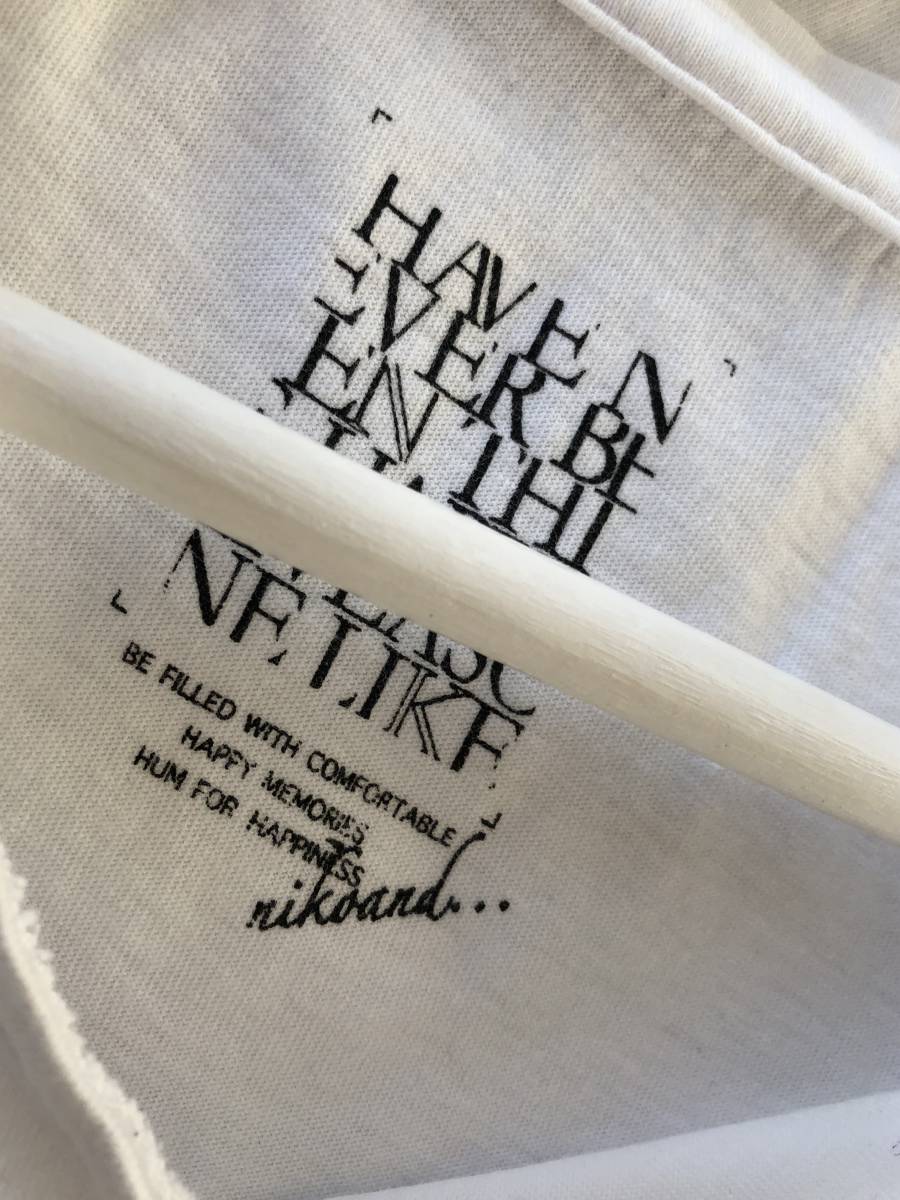 HAVE N
EVER BE
EN THI
NE LIKE
BE FILLED WITH COMFORTABLE
HAPPY MEMORIES
HUM FOR HAPPINESS
nikoand...